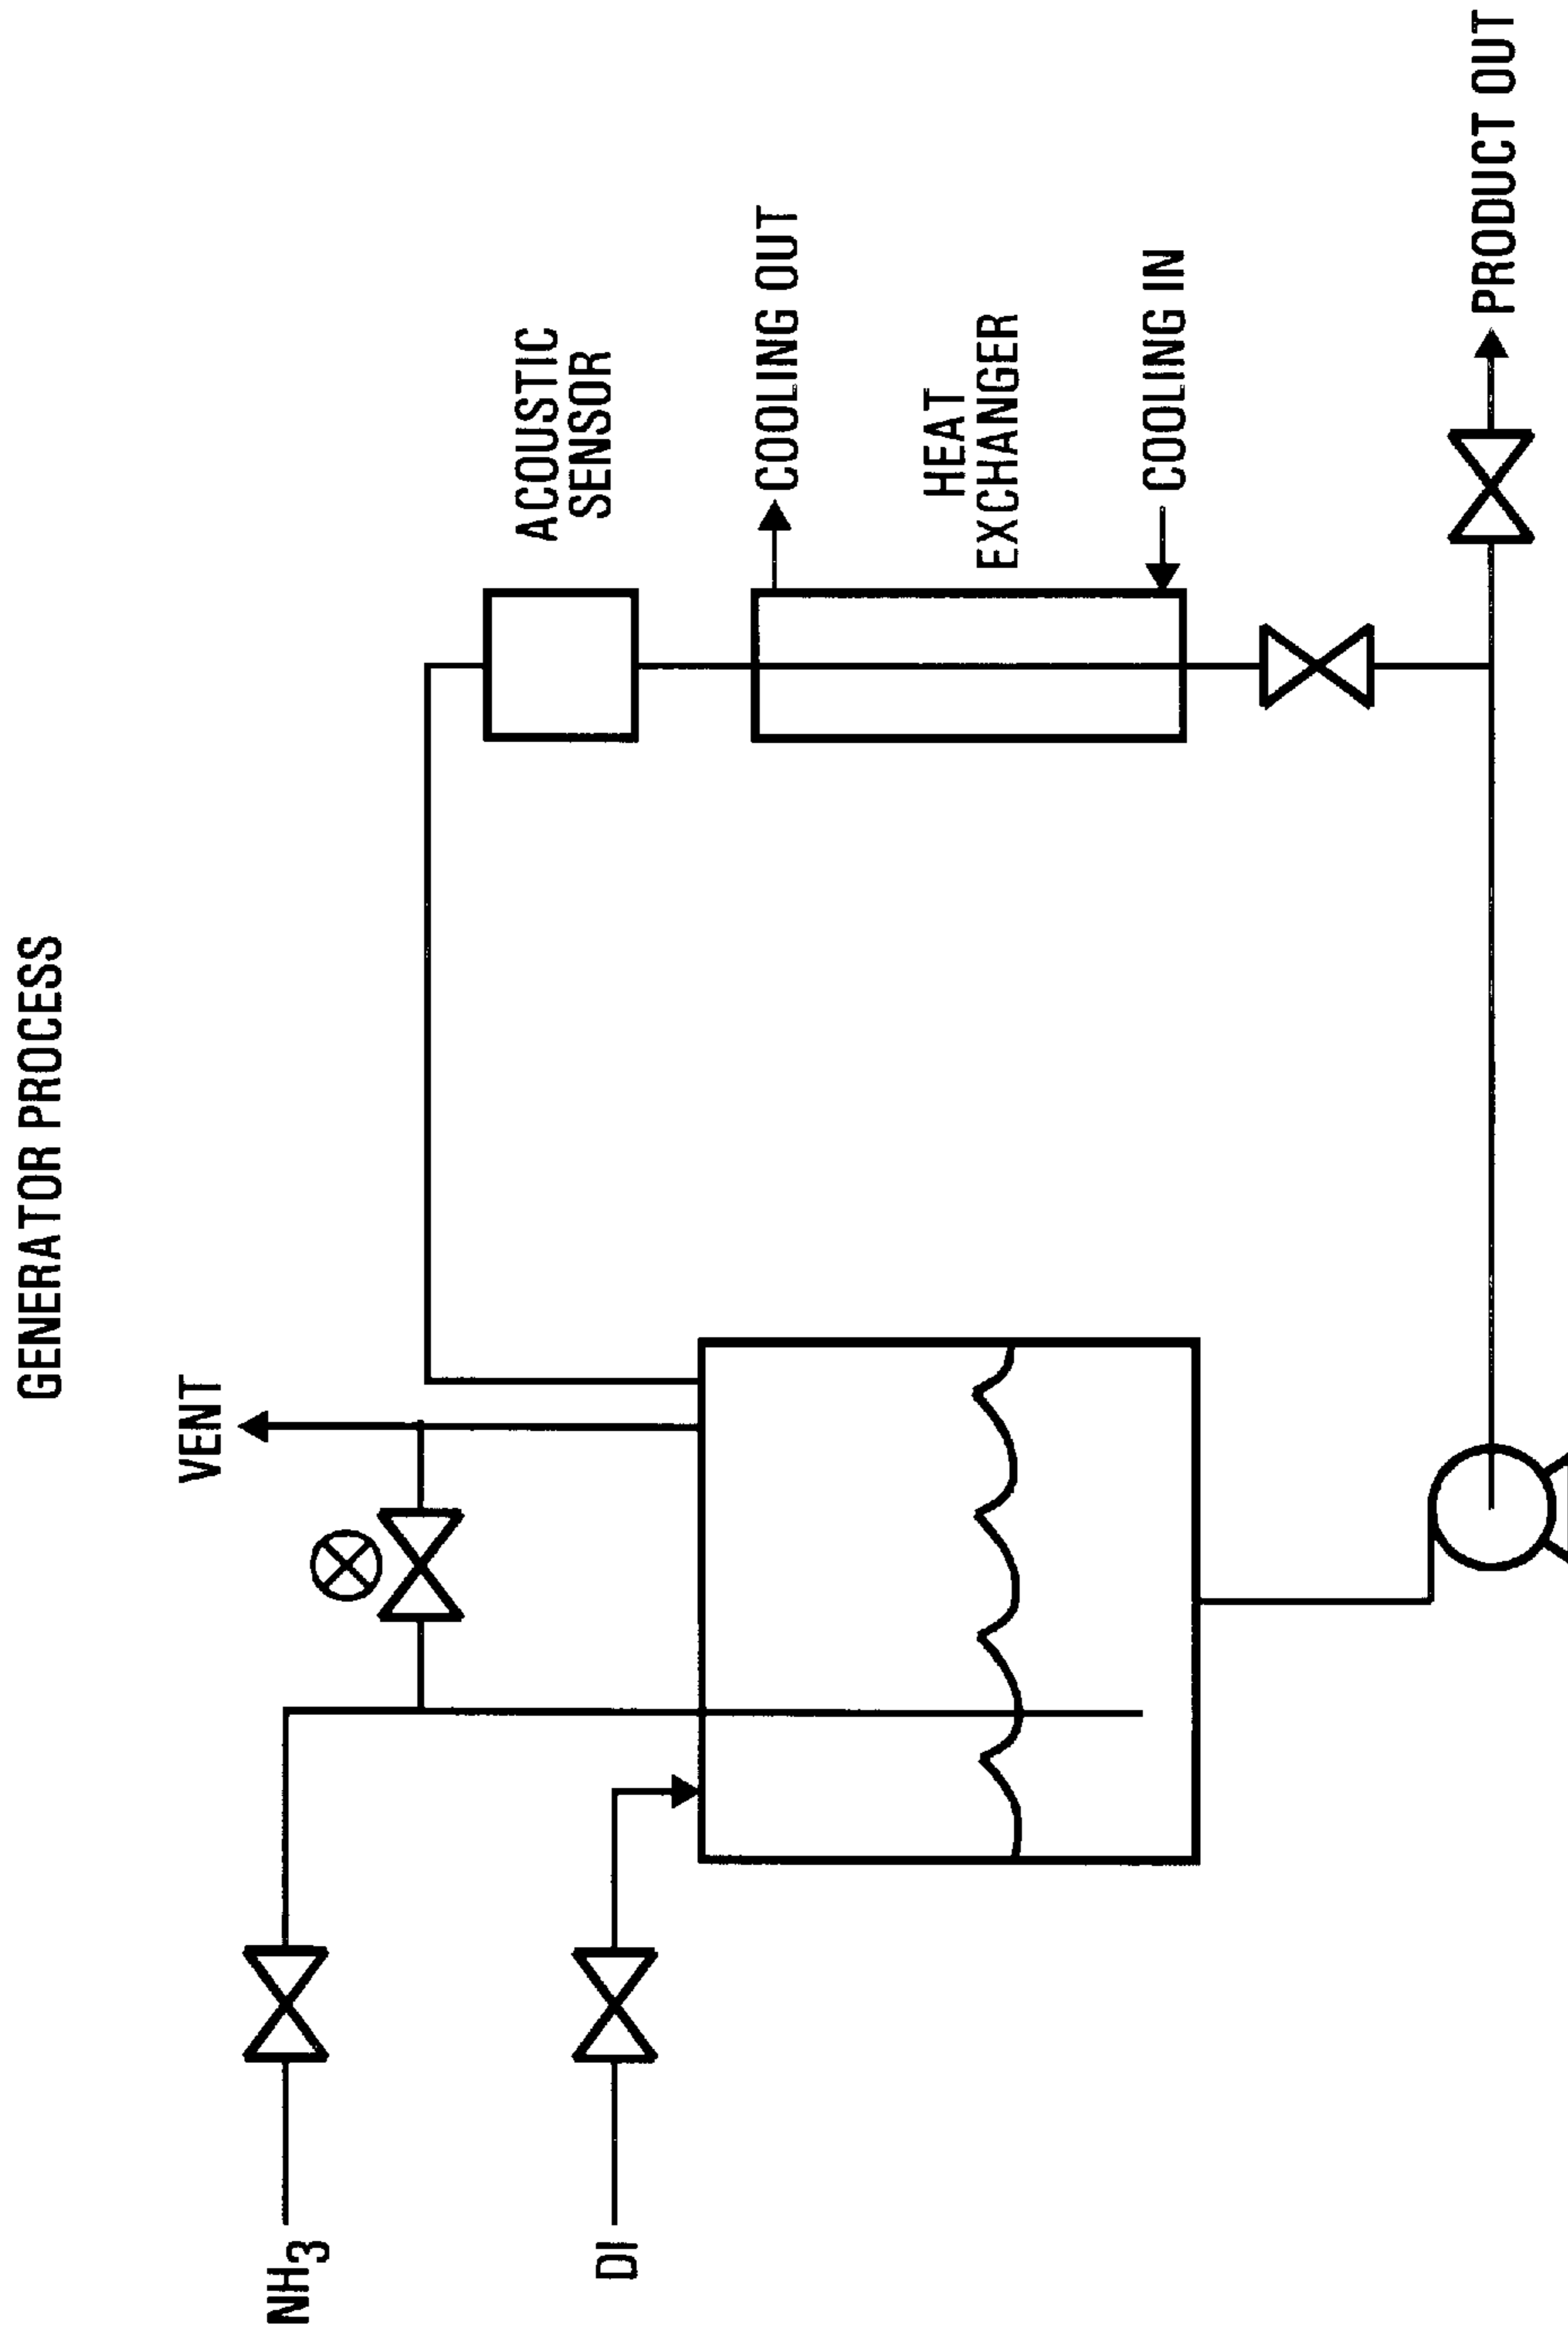 GENERATOR PROCESS
VENT
NH3
DI
ACOUSTIC
SENSOR
COOLING OUT
HEAT
EXCHANGER
COOLING IN
PRODUCT OUT